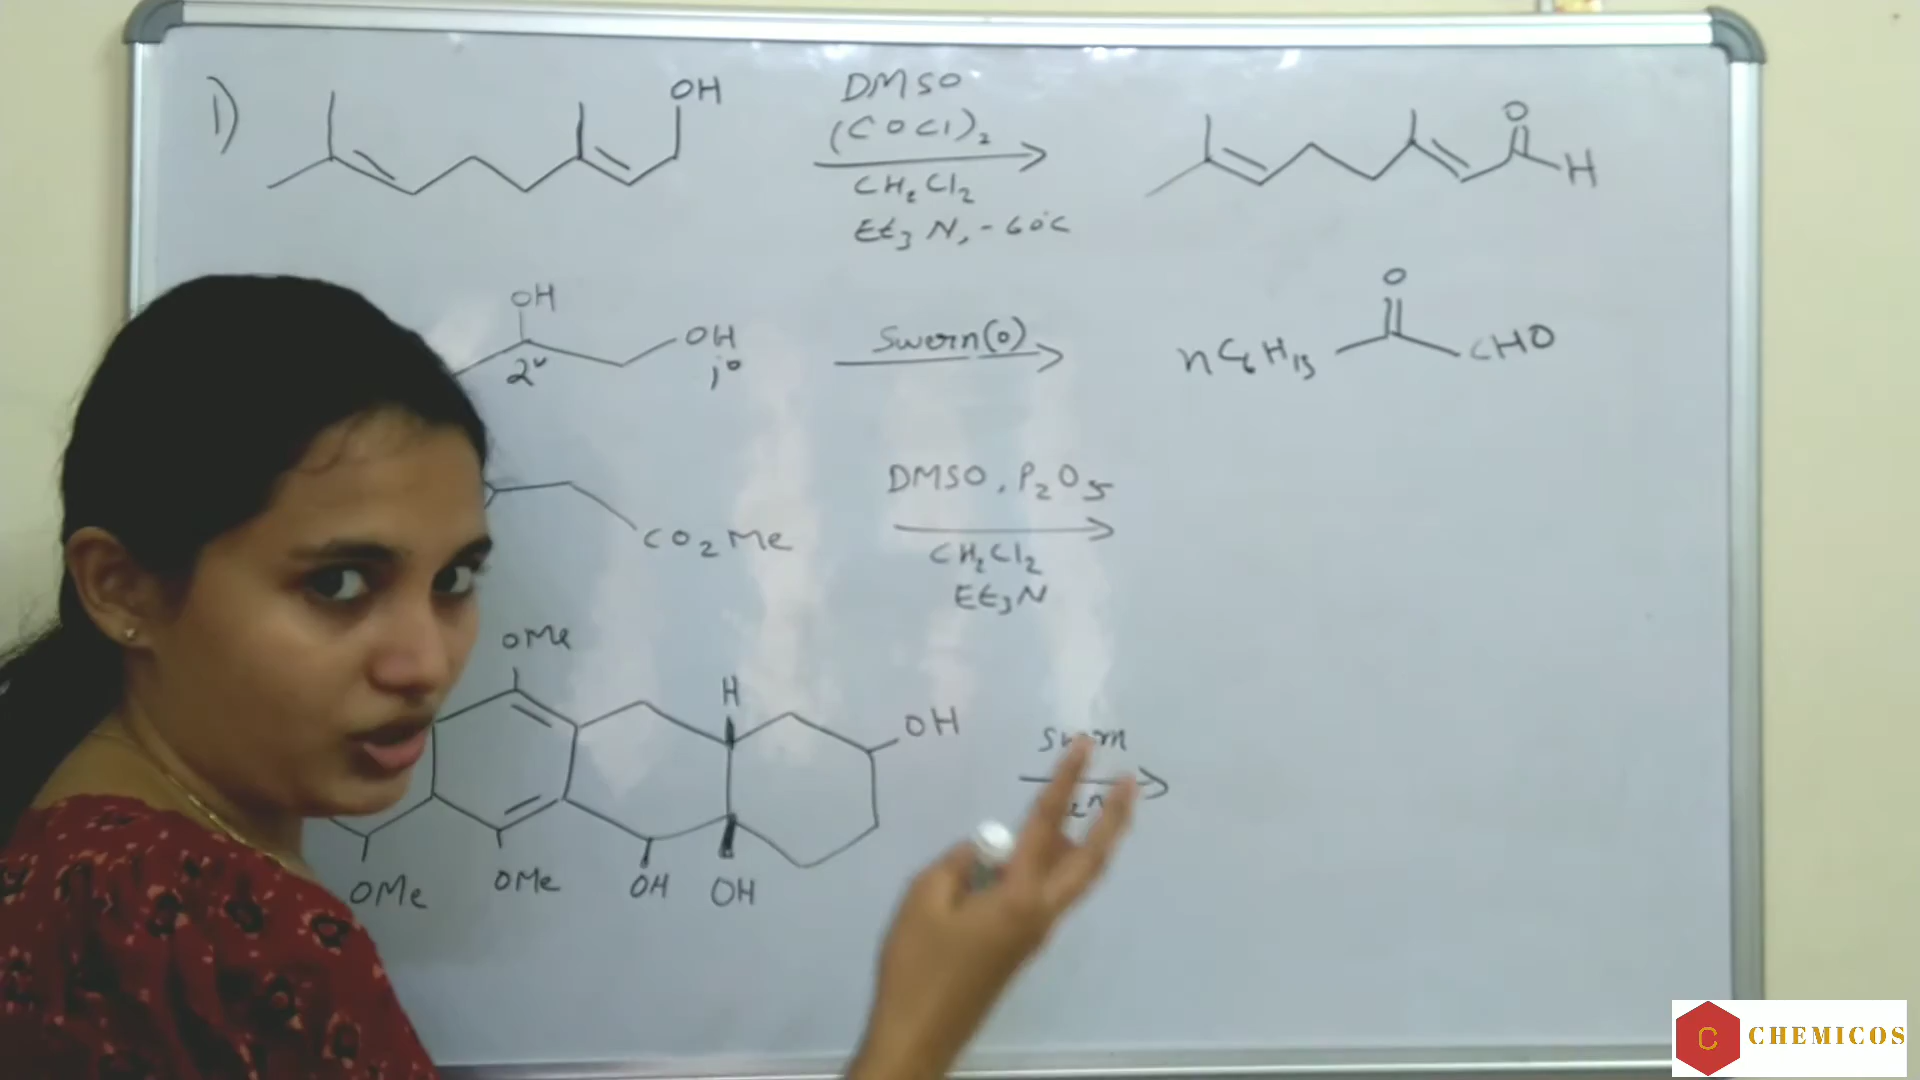 1)
OH
DMSO
(COCl)2
CH2Cl2
Et3N, -60°C
O
H
OH
2°
OH
1°
Swern(O)
nC6H13
O
CHO
CO2Me
DMSO, P2O5
CH2Cl2
Et3N
OMe
H
OH
OMe
OMe
OH
OH
C
CHEMICOS